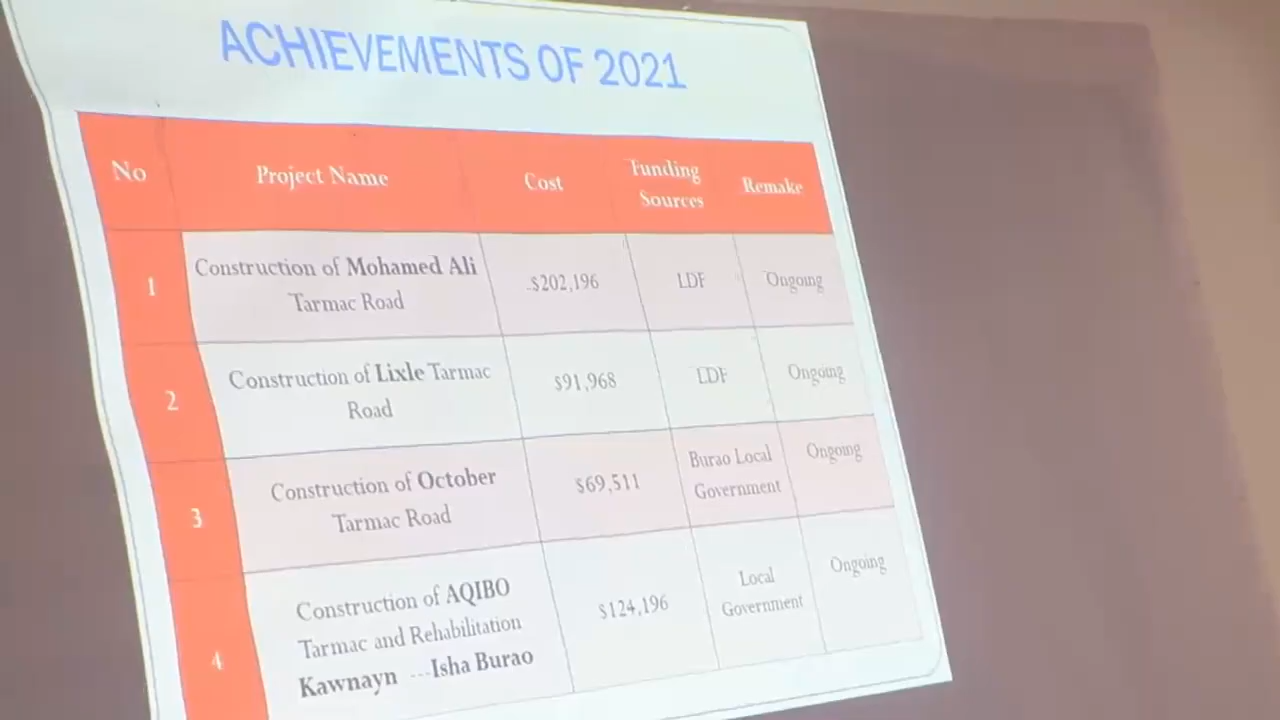 ACHIEVEMENTS OF 2021
No
Project Name
Cost
Funding
Sources
Remake
1
Construction of Mohamed Ali
Tarmac Road
$202,196
LDF
Ongoing
2
Construction of Lixle Tarmac
Road
$91,968
LDF
Ongoing
3
Construction of October
Tarmac Road
$69,511
Burao Local
Government
Ongoing
4
Construction of AQIBO
Tarmac and Rehabilitation
Kawnayn ---Isha Burao
$124,196
Local
Government
Ongoing